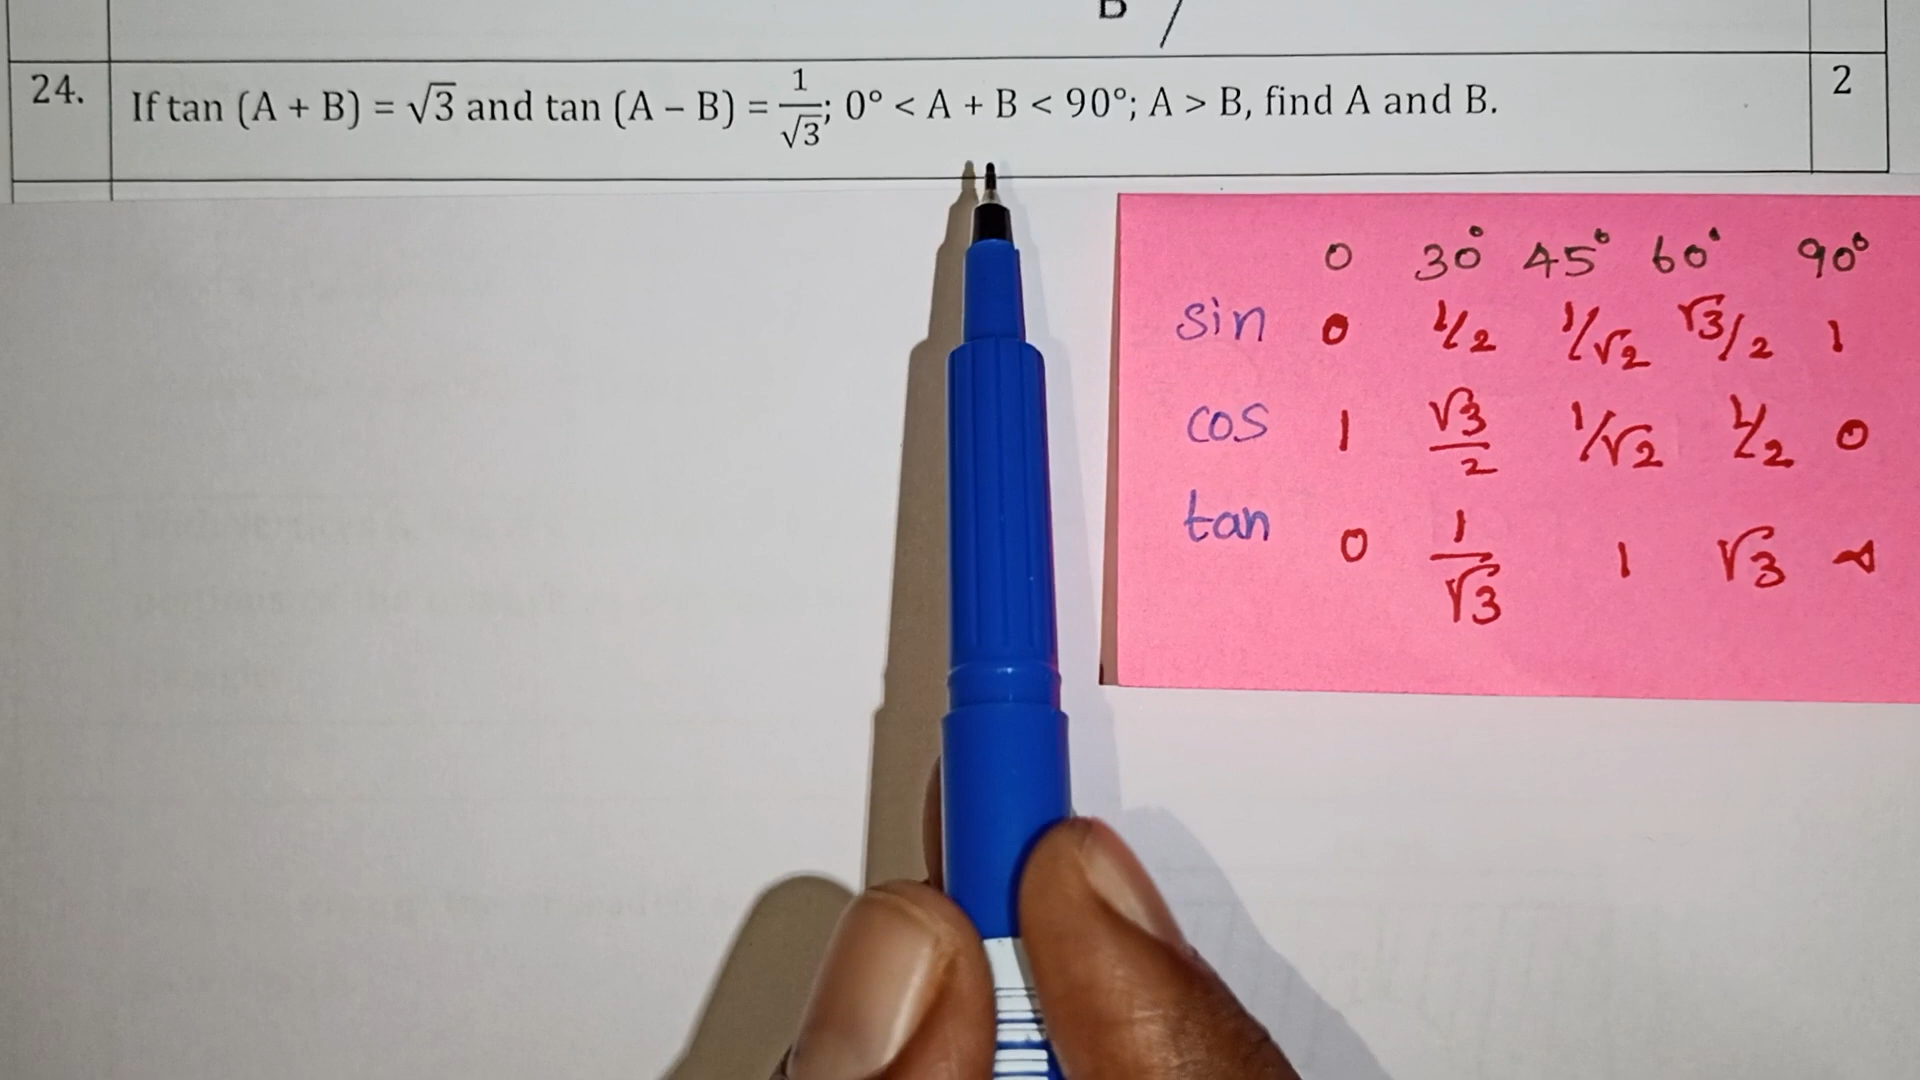 B
24. If tan (A + B) = √3 and tan (A − B) = 1/√3; 0° < A + B < 90°; A > B, find A and B. 2
0 30° 45° 60° 90°
sin 0 1/2 1/√2 √3/2 1
cos 1 √3/2 1/√2 1/2 0
tan 0 1/√3 1 √3 ∝